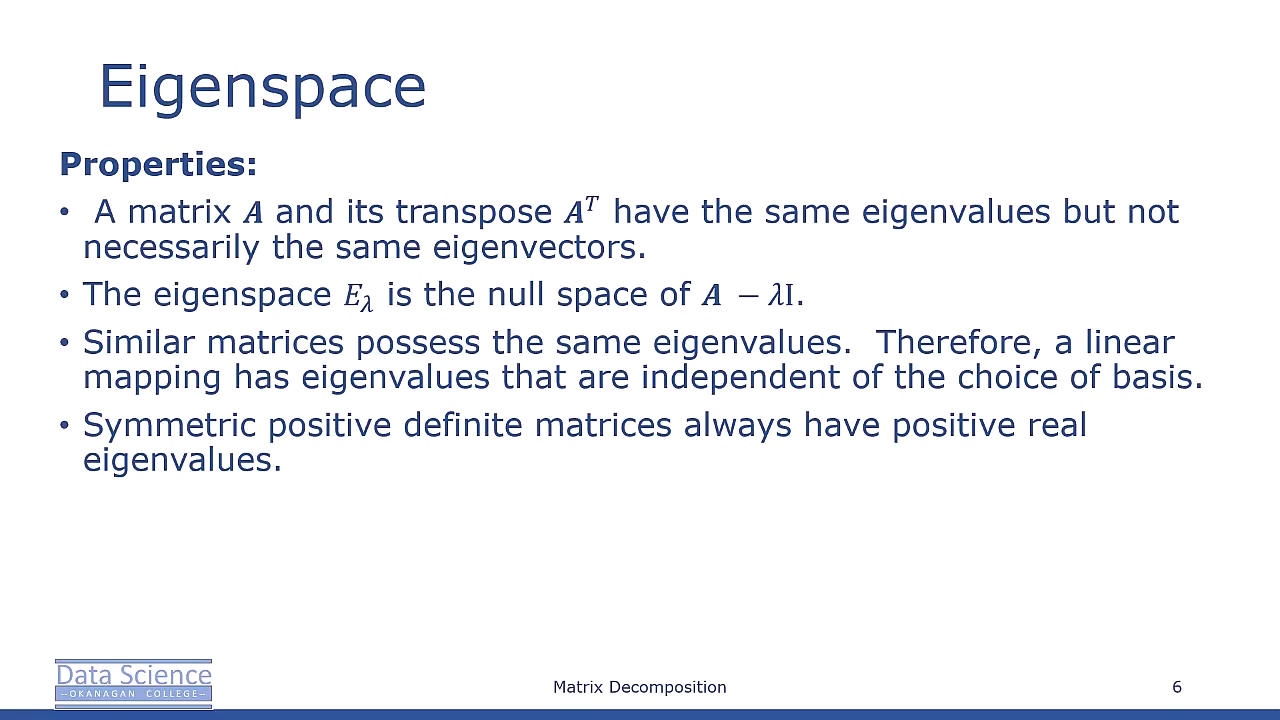 Eigenspace
Properties:
• A matrix 𝑨 and its transpose 𝑨ᵀ have the same eigenvalues but not
necessarily the same eigenvectors.
• The eigenspace 𝐸_𝜆 is the null space of 𝑨 − 𝜆I.
• Similar matrices possess the same eigenvalues. Therefore, a linear
mapping has eigenvalues that are independent of the choice of basis.
• Symmetric positive definite matrices always have positive real
eigenvalues.
Data Science
–OKANAGAN COLLEGE–
Matrix Decomposition
6